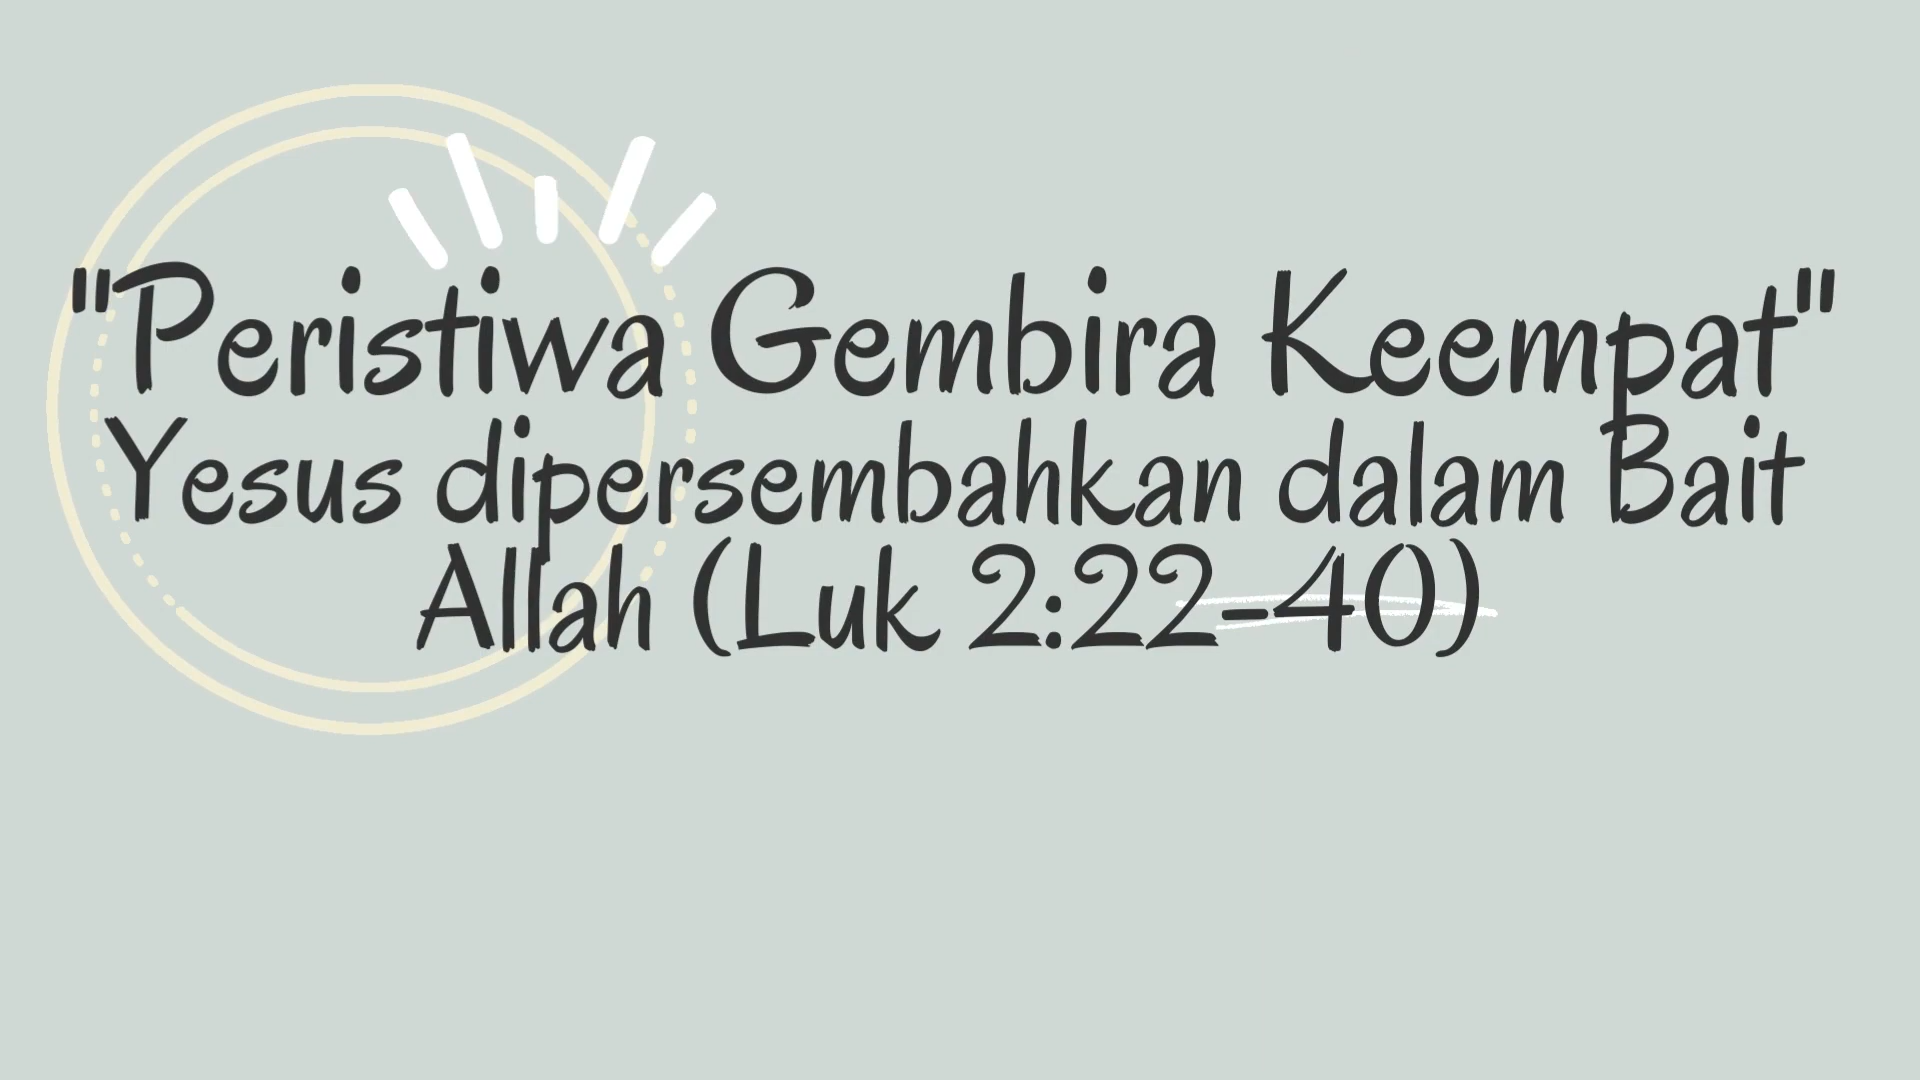 "Peristiwa Gembira Keempat"
Yesus dipersembahkan dalam Bait
Allah (Luk 2:22-40)